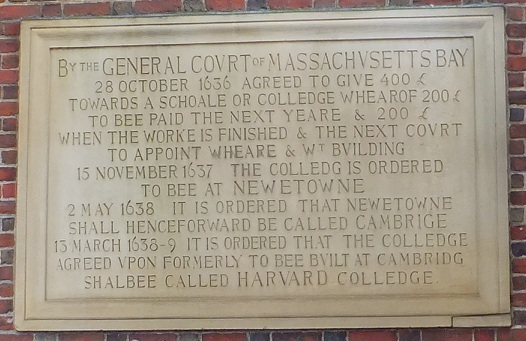 BY THE GENERAL COVRT OF MASSACHVSETTS BAY
28 OCTOBER 1636 AGREED TO GIVE 400 £
TOWARDS A SCHOALE OR COLLEDGE WHEAROF 200 £
TO BEE PAID THE NEXT YEARE & 200 £
WHEN THE WORKE IS FINISHED & THE NEXT COVRT
TO APPOINT WHEARE & WT BVILDING
15 NOVEMBER 1637 THE COLLEDG IS ORDERED
TO BEE AT NEWETOWNE
2 MAY 1638 IT IS ORDERED THAT NEWETOWNE
SHALL HENCEFORWARD BE CALLED CAMBRIGE
13 MARCH 1638-9 IT IS ORDERED THAT THE COLLEDGE
AGREED VPON FORMERLY TO BEE BVILT AT CAMBRIDG
SHALBEE CALLED HARVARD COLLEDGE.